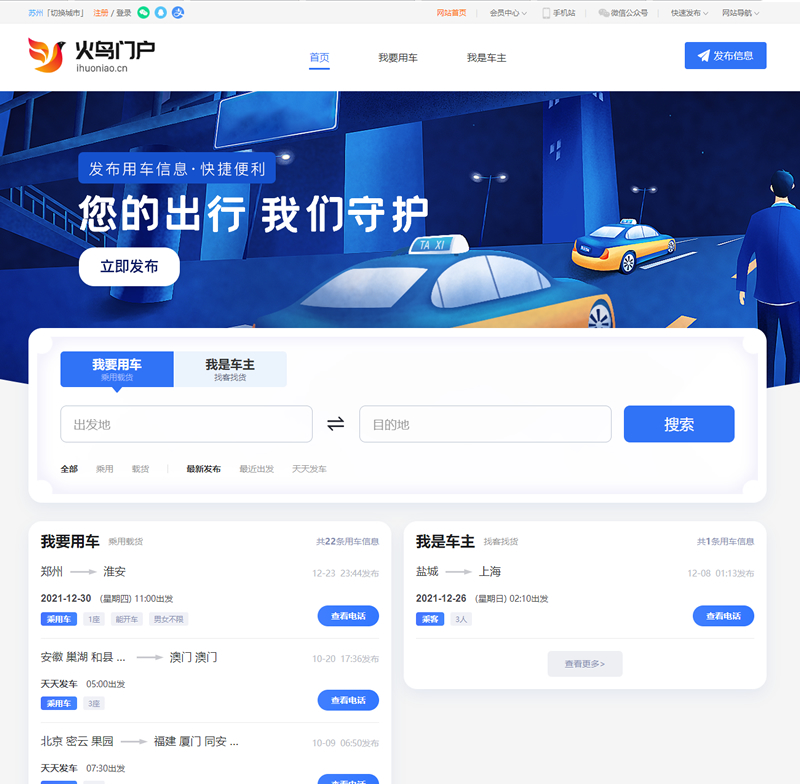 苏州「切换城市」 注册 / 登录
网站首页 会员中心 手机站 微信公众号 快速发布 网站导航
火鸟门户
ihuoniao.cn
首页 我要用车 我是车主 发布信息
发布用车信息·快捷便利
您的出行 我们守护
TAXI
立即发布
我要用车 我是车主
乘用载货 找客找货
出发地 目的地 搜索
全部 乘用 载货 最新发布 最近出发 天天发车
我要用车 乘用载货 共22条用车信息
郑州 淮安 12-23 23:44发布
2021-12-30 (星期四) 11:00出发
乘用车 1座 能开车 男女不限 查看电话
安徽 巢湖 和县 ... 澳门 澳门 10-20 17:36发布
天天发车 05:00出发
乘用车 3座 查看电话
北京 密云 果园 福建 厦门 同安 ... 10-09 06:50发布
天天发车 07:30出发
查看电话
我是车主 找客找货 共1条用车信息
盐城 上海 12-08 01:13发布
2021-12-26 (星期日) 02:10出发
乘客 3人 查看电话
查看更多>